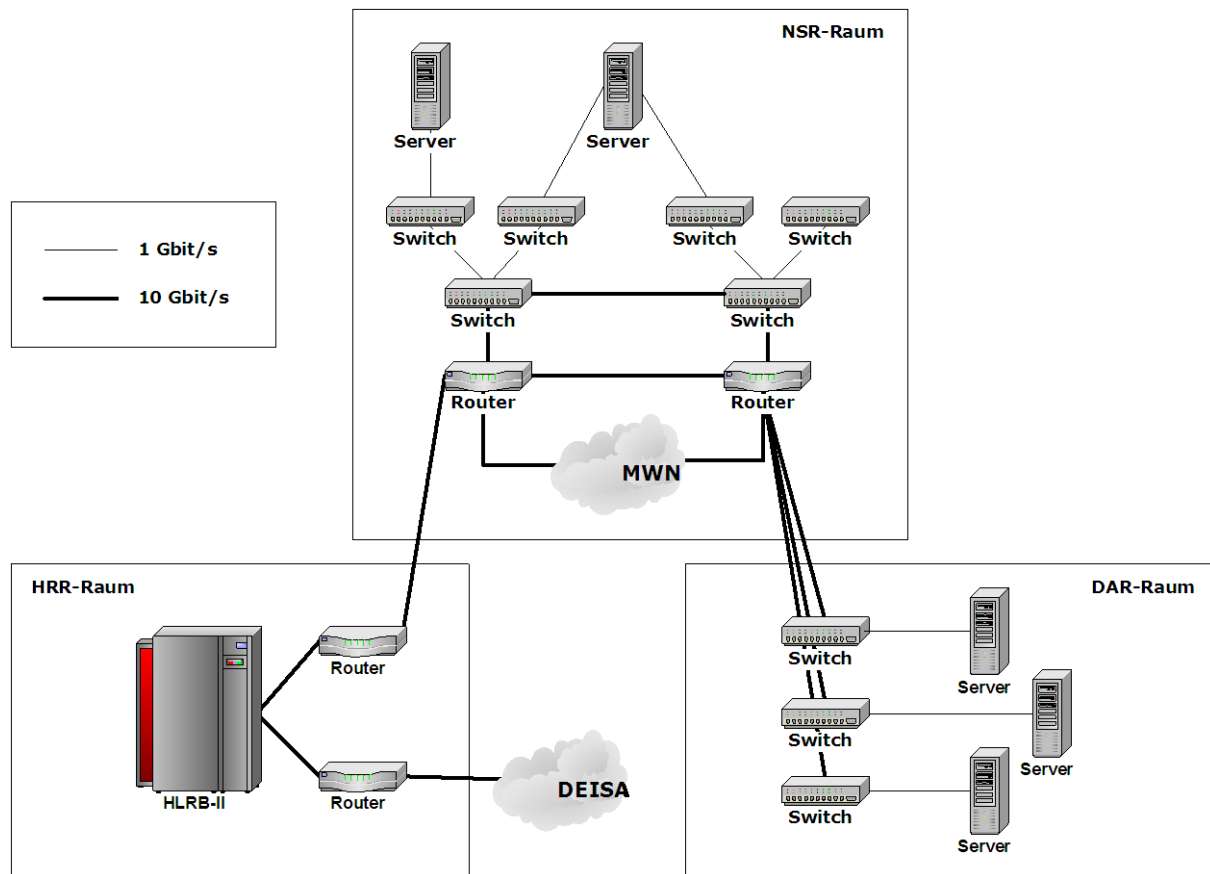 NSR-Raum
Server
Server
Switch
Switch
Switch
Switch
1 Gbit/s
10 Gbit/s
Switch
Switch
Router
Router
MWN
HRR-Raum
DAR-Raum
Router
Switch
Server
Switch
Server
HLRB-II
Router
DEISA
Switch
Server